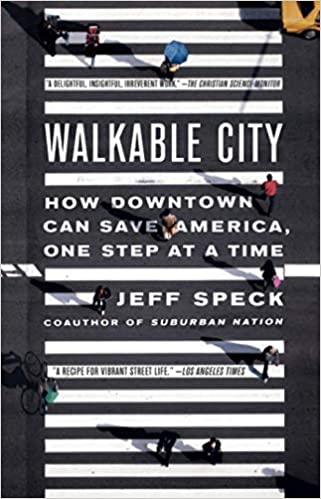 "A DELIGHTFUL, INSIGHTFUL, IRREVERENT WORK."—THE CHRISTIAN SCIENCE MONITOR
WALKABLE CITY
HOW DOWNTOWN
CAN SAVE AMERICA,
ONE STEP AT A TIME
JEFF SPECK
COAUTHOR OF SUBURBAN NATION
"A RECIPE FOR VIBRANT STREET LIFE."—LOS ANGELES TIMES